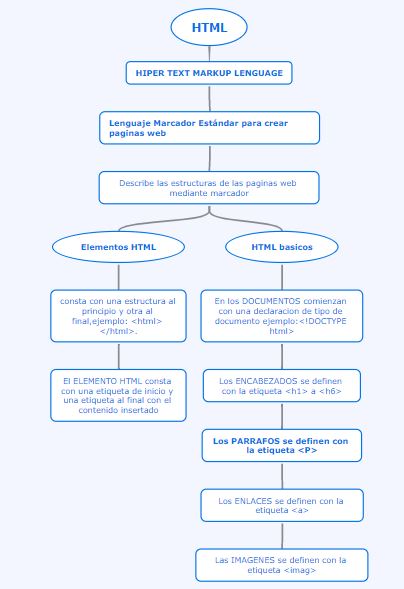 HTML
HIPER TEXT MARKUP LENGUAGE
Lenguaje Marcador Estándar para crear
paginas web
Describe las estructuras de las paginas web
mediante marcador
Elementos HTML
consta con una estructura al
principio y otra al
final,ejemplo: <html>
</html>.
El ELEMENTO HTML consta
con una etiqueta de inicio y
una etiqueta al final con el
contenido insertado
HTML basicos
En los DOCUMENTOS comienzan
con una declaracion de tipo de
documento ejemplo:<!DOCTYPE
html>
Los ENCABEZADOS se definen
con la etiqueta <h1> a <h6>
Los PARRAFOS se definen con
la etiqueta <P>
Los ENLACES se definen con la
etiqueta <a>
Las IMAGENES se definen con la
etiqueta <imag>